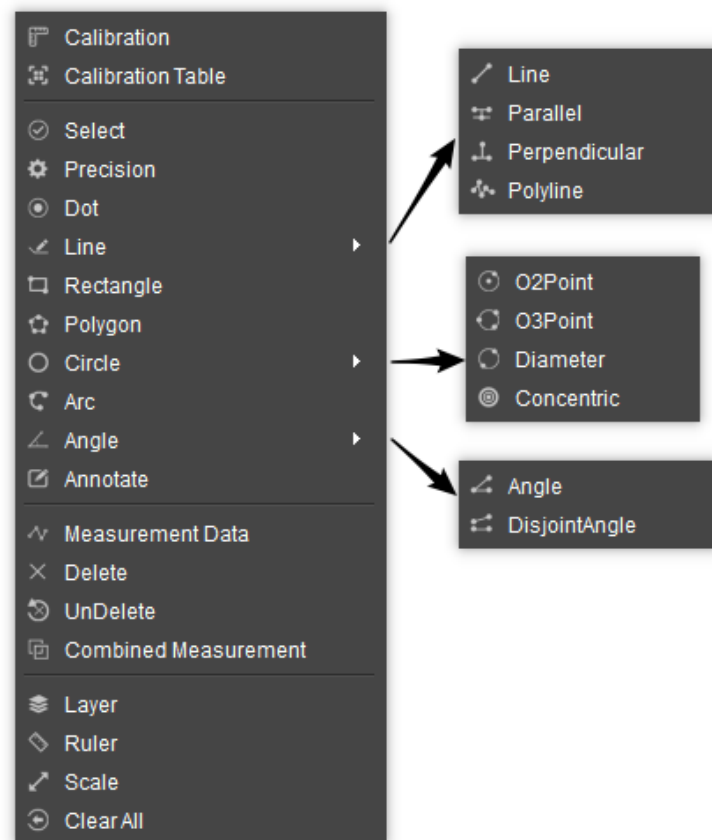 Calibration
Calibration Table
Select
Precision
Dot
Line
Rectangle
Polygon
Circle
Arc
Angle
Annotate
Measurement Data
Delete
UnDelete
Combined Measurement
Layer
Ruler
Scale
Clear All
Line
Parallel
Perpendicular
Polyline
O2Point
O3Point
Diameter
Concentric
Angle
DisjointAngle